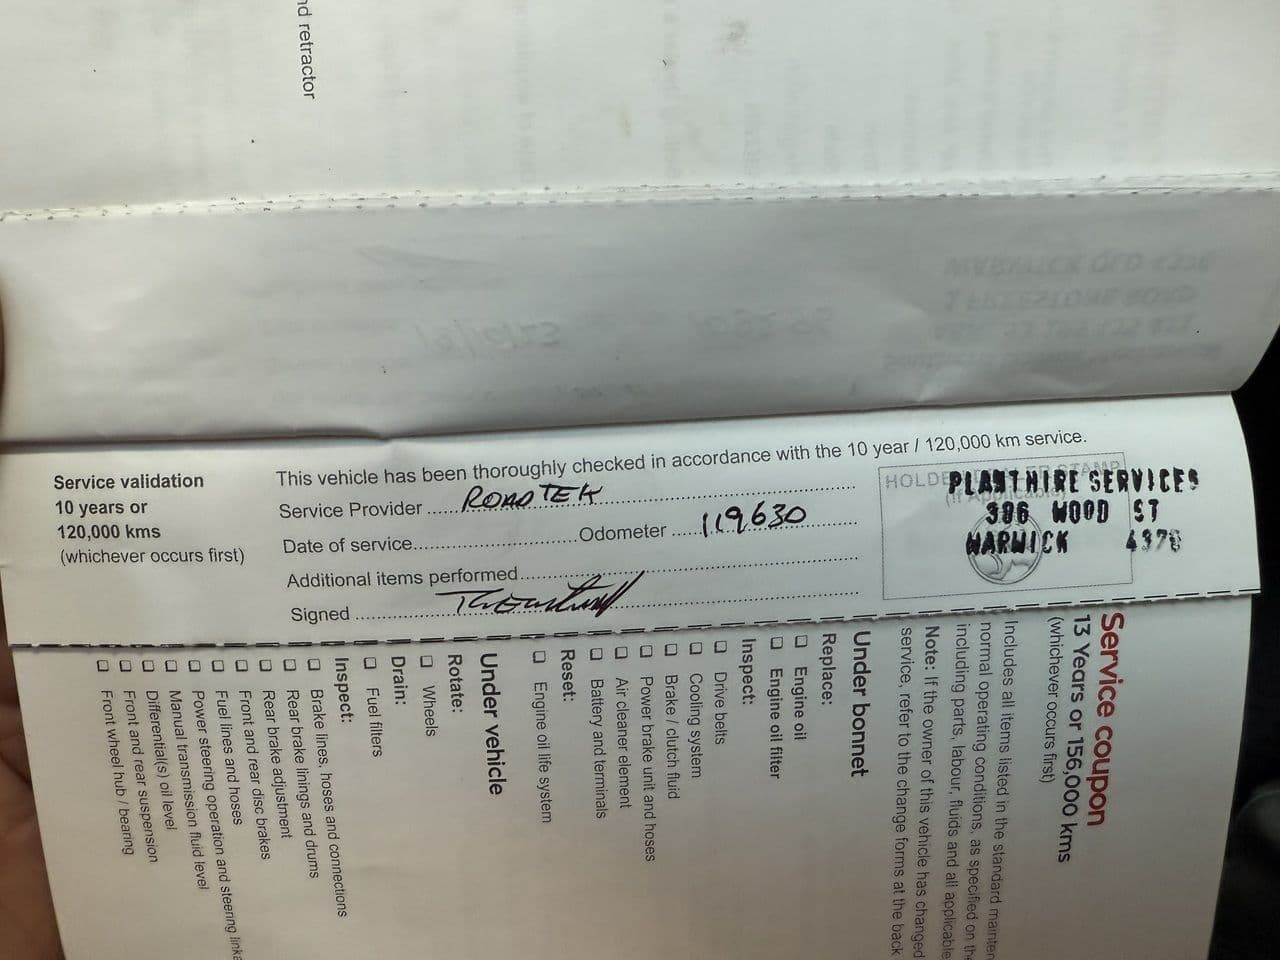 nd retractor
Service validation
10 years or
120,000 kms
(whichever occurs first)
This vehicle has been thoroughly checked in accordance with the 10 year / 120,000 km service.
Service Provider ROADTEK
Date of service Odometer 119630
Additional items performed
Signed
HOLDE STAMP
PLANT HIRE SERVICES
386 WOOD ST
WARWICK 4370
Service coupon
13 Years or 156,000 kms
(whichever occurs first)
Includes all items listed in the standard mainten
normal operating conditions, as specified on th
including parts, labour, fluids and all applicable
Note: If the owner of this vehicle has changed
service, refer to the change forms at the back
Under bonnet
Replace:
Engine oil
Engine oil filter
Inspect:
Drive belts
Cooling system
Brake / clutch fluid
Power brake unit and hoses
Air cleaner element
Battery and terminals
Reset:
Engine oil life system
Under vehicle
Rotate:
Wheels
Drain:
Fuel filters
Inspect:
Brake lines, hoses and connections
Rear brake linings and drums
Rear brake adjustment
Front and rear disc brakes
Fuel lines and hoses
Power steering operation and steering linka
Manual transmission fluid level
Differential(s) oil level
Front and rear suspension
Front wheel hub / bearing